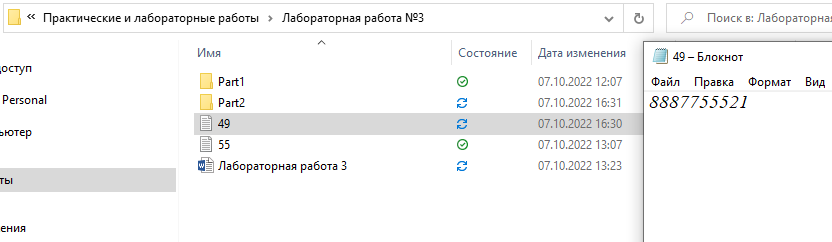 « Практические и лабораторные работы > Лабораторная работа №3
Поиск в: Лабораторная
Имя
Состояние
Дата изменения
Part1
07.10.2022 12:07
Part2
07.10.2022 16:31
49
07.10.2022 16:30
55
07.10.2022 13:07
Лабораторная работа 3
07.10.2022 13:23
доступ
Personal
ьютер
ты
ения
49 – Блокнот
Файл Правка Формат Вид
8887755521